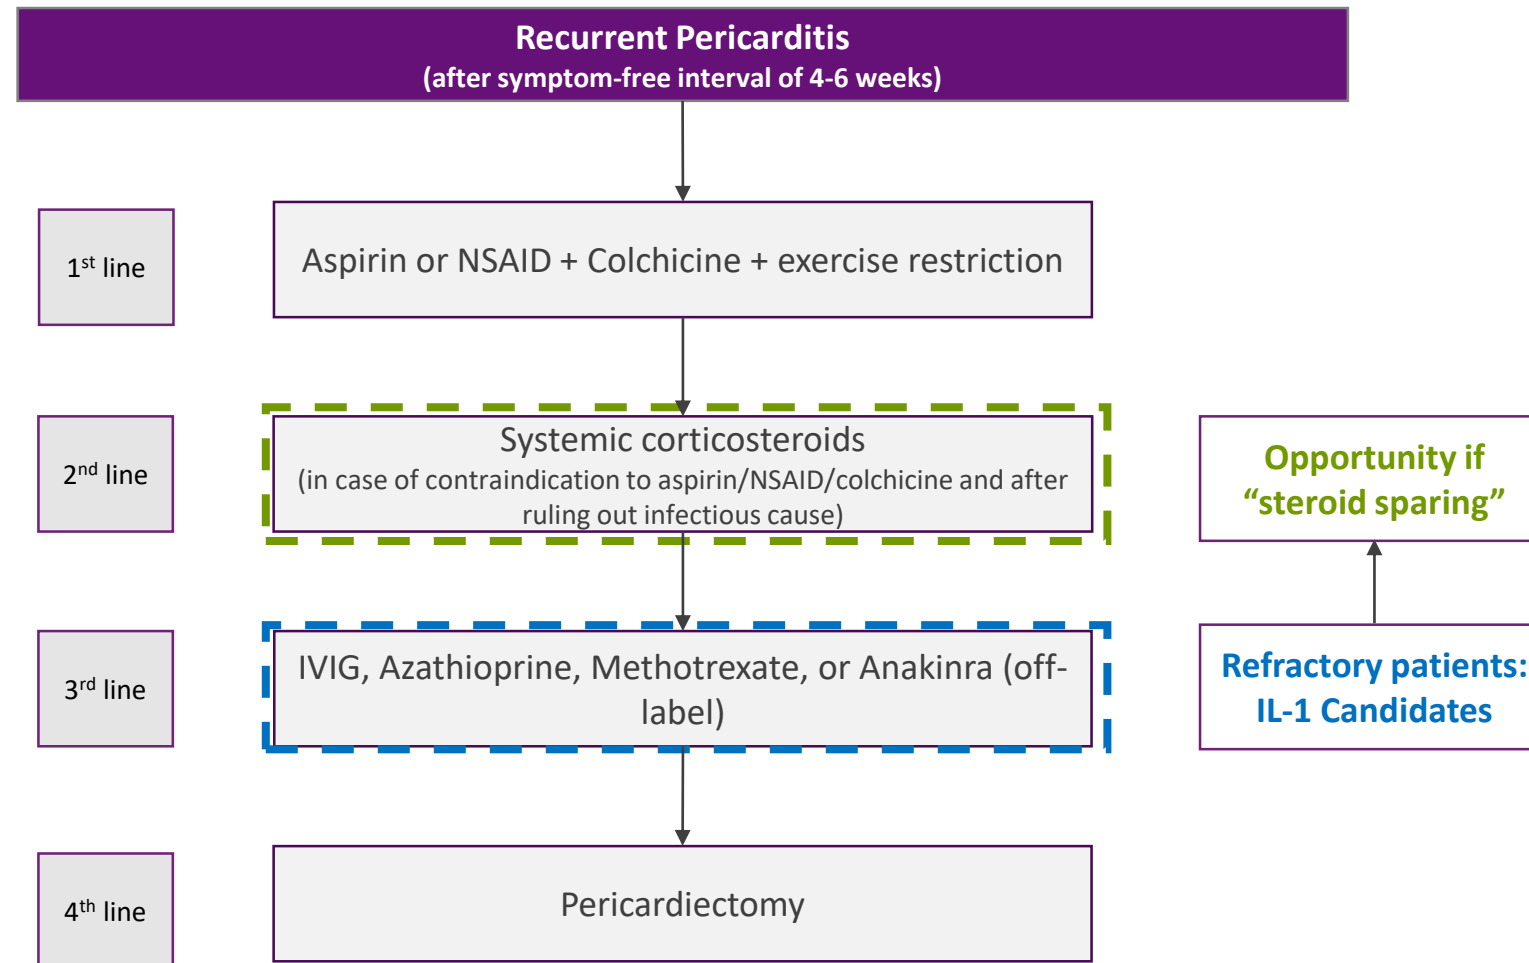 Recurrent Pericarditis
(after symptom-free interval of 4-6 weeks)
1st line
Aspirin or NSAID + Colchicine + exercise restriction
2nd line
Systemic corticosteroids
(in case of contraindication to aspirin/NSAID/colchicine and after
ruling out infectious cause)
Opportunity if
“steroid sparing”
3rd line
IVIG, Azathioprine, Methotrexate, or Anakinra (off-
label)
Refractory patients:
IL-1 Candidates
4th line
Pericardiectomy